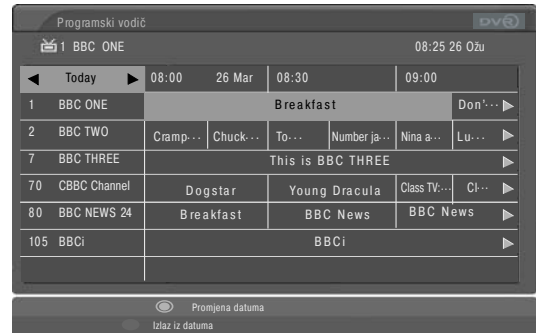 Programski vodič DVR
1 BBC ONE 08:25 26 Ožu
Today 08:00 26 Mar 08:30 09:00
1 BBC ONE Breakfast Don'···
2 BBC TWO Cramp··· Chuck··· To··· Number ja··· Nina a··· Lu···
7 BBC THREE This is BBC THREE
70 CBBC Channel Dogstar Young Dracula Class TV:··· Cl···
80 BBC NEWS 24 Breakfast BBC News BBC News
105 BBCi BBCi
Promjena datuma
Izlaz iz datuma